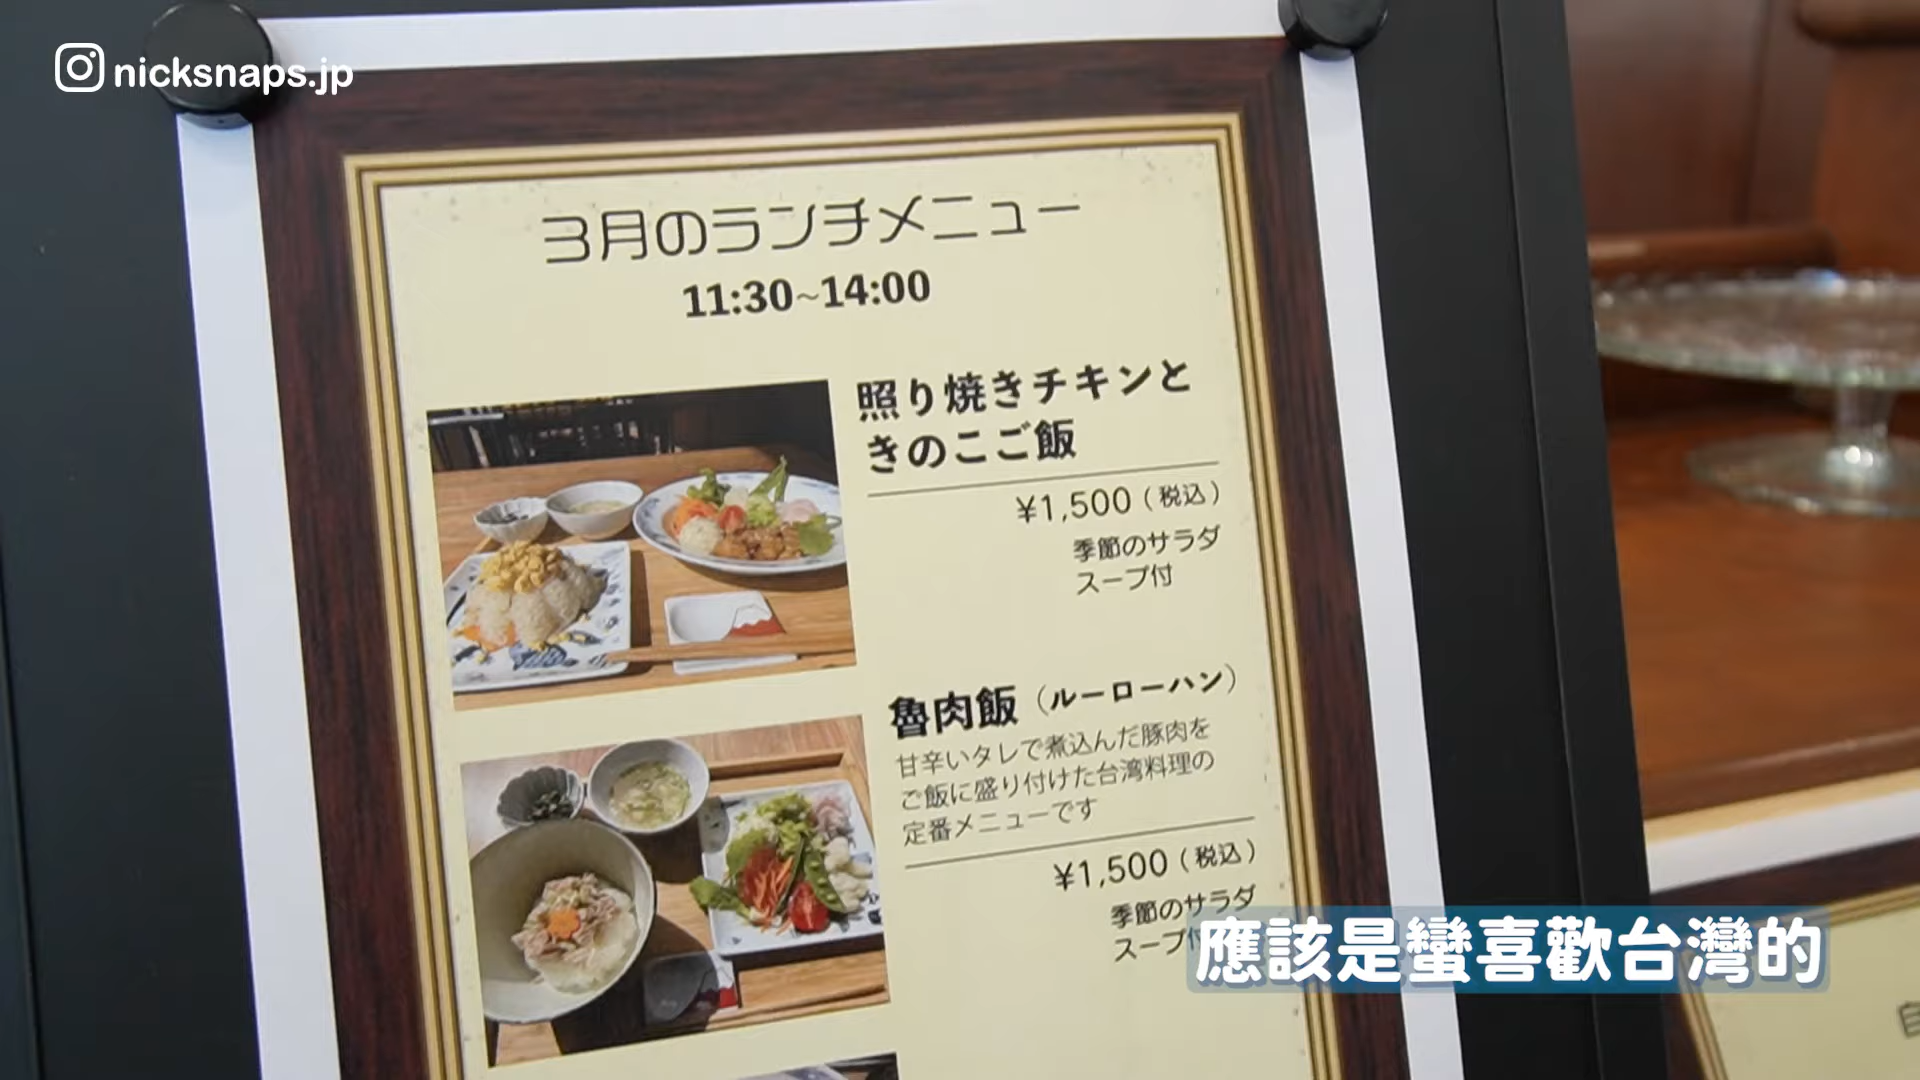 nicksnaps.jp
3月のランチメニュー
11:30~14:00
照り焼きチキンと
きのこご飯
¥1,500（税込）
季節のサラダ
スープ付
魯肉飯（ルーローハン）
甘辛いタレで煮込んだ豚肉を
ご飯に盛り付けた台湾料理の
定番メニューです
¥1,500（税込）
季節のサラダ
スープ付
應該是蠻喜歡台灣的